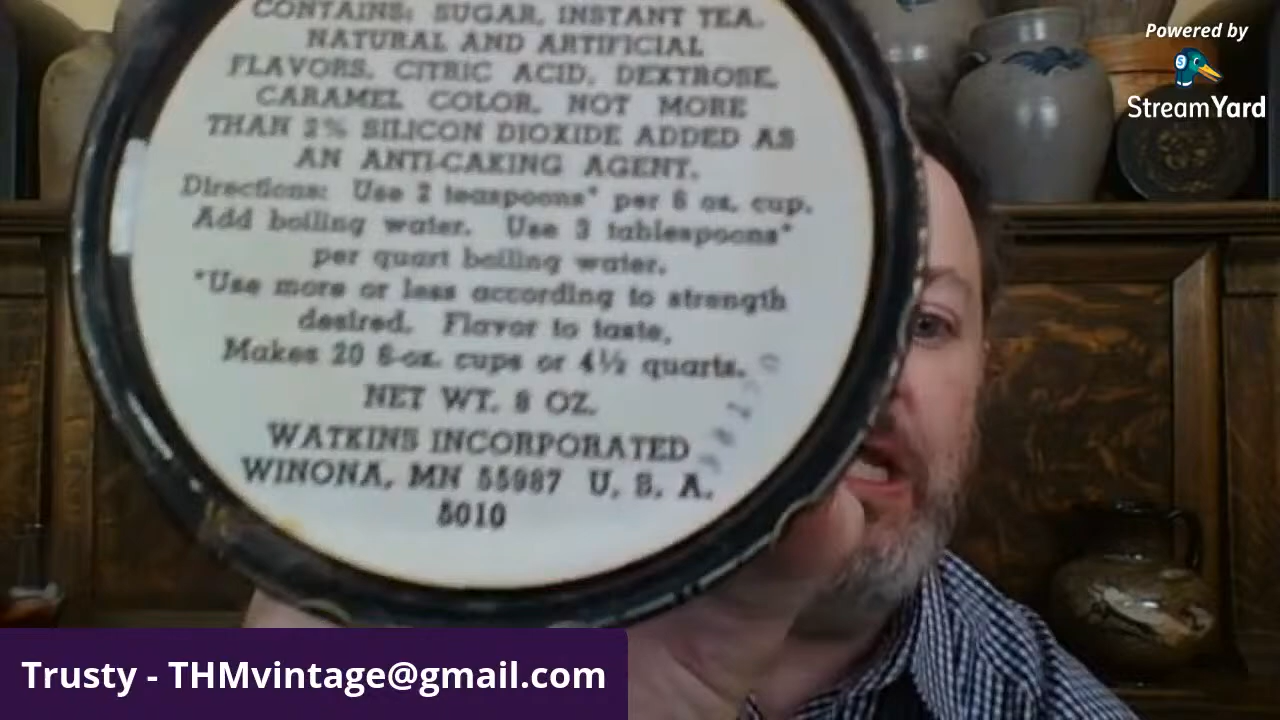 CONTAINS: SUGAR, INSTANT TEA,
NATURAL AND ARTIFICIAL
FLAVORS, CITRIC ACID, DEXTROSE,
CARAMEL COLOR, NOT MORE
THAN 2% SILICON DIOXIDE ADDED AS
AN ANTI-CAKING AGENT.
Directions: Use 2 teaspoons* per 6 oz. cup.
Add boiling water. Use 3 tablespoons*
per quart boiling water.
*Use more or less according to strength
desired. Flavor to taste.
Makes 20 6-oz. cups or 4½ quarts.
NET WT. 8 OZ.
WATKINS INCORPORATED
WINONA, MN 55987 U. S. A.
5010
Powered by
StreamYard
Trusty - THMvintage@gmail.com